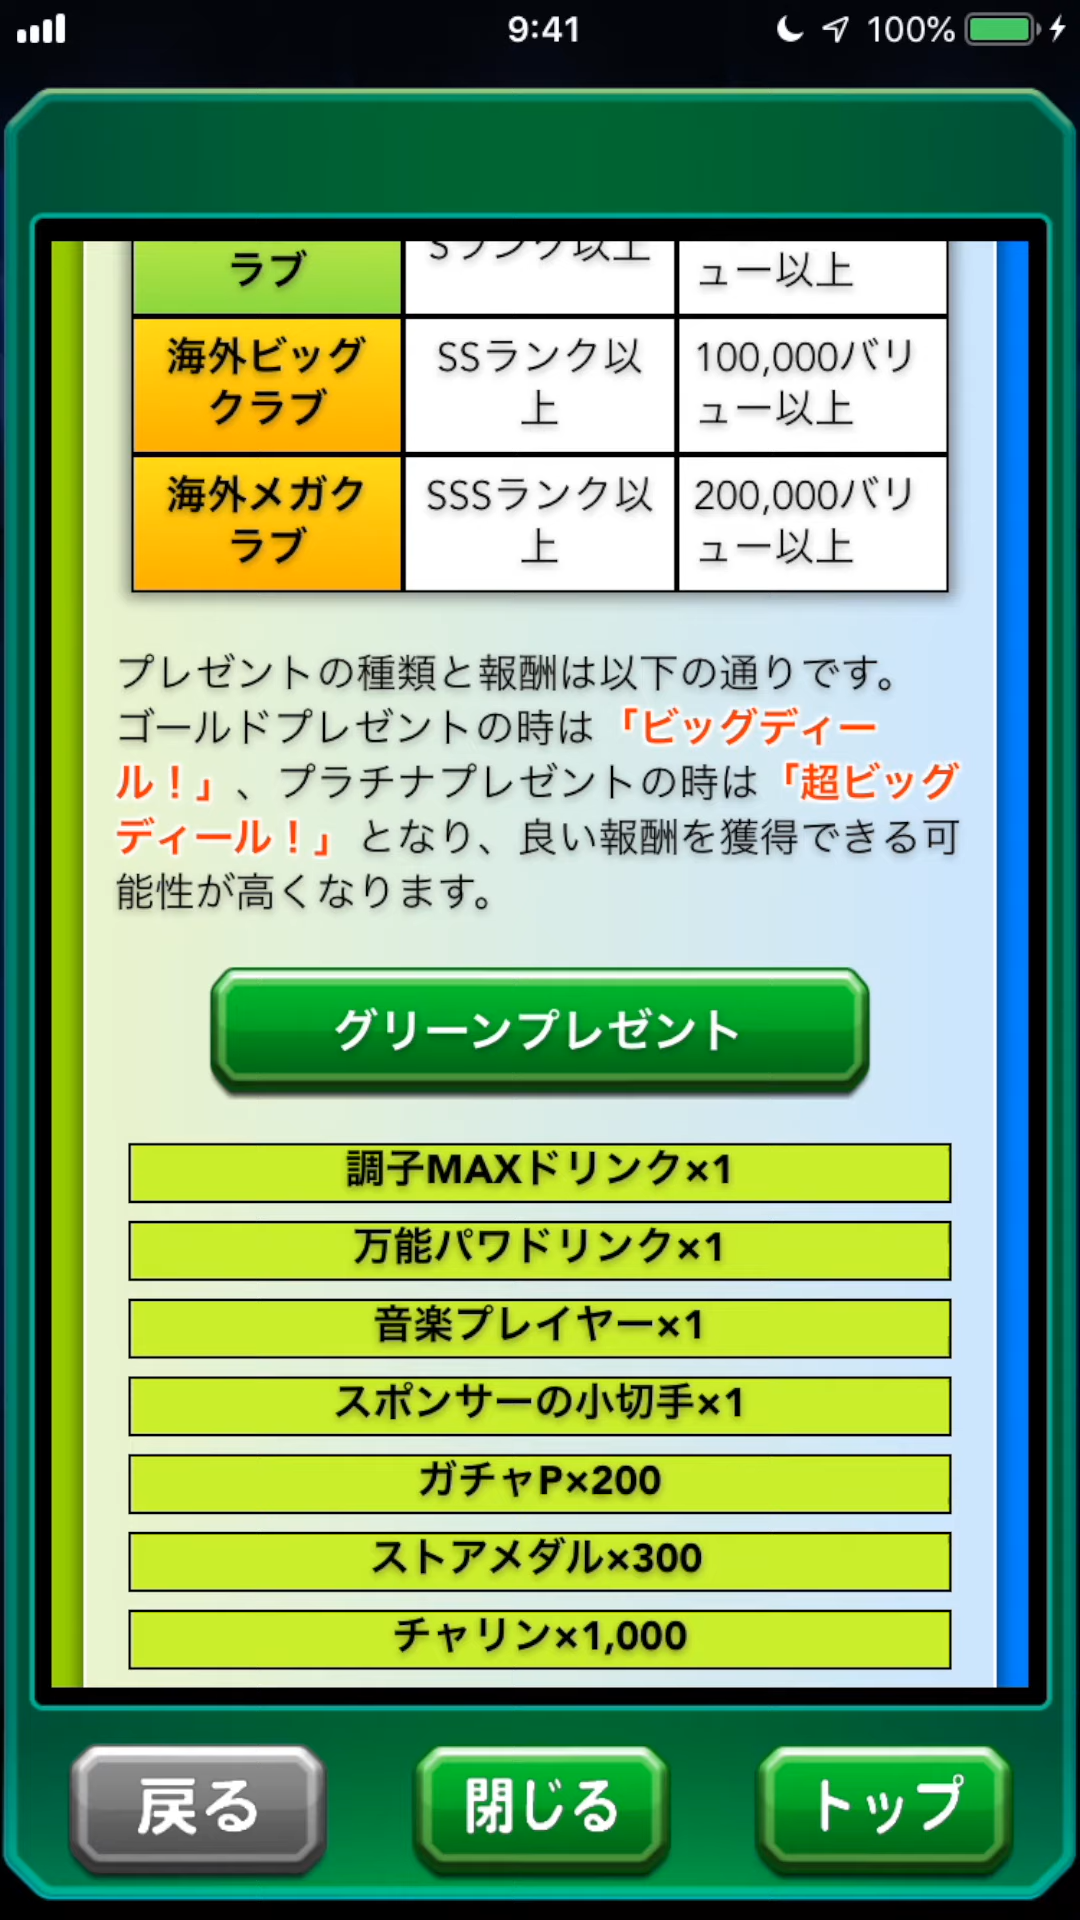 9:41
100%
ラブ
Sランク以上
ュー以上
海外ビッグ
クラブ
SSランク以
上
100,000バリ
ュー以上
海外メガク
ラブ
SSSランク以
上
200,000バリ
ュー以上
プレゼントの種類と報酬は以下の通りです。
ゴールドプレゼントの時は「ビッグディー
ル！」、プラチナプレゼントの時は「超ビッグ
ディール！」となり、良い報酬を獲得できる可
能性が高くなります。
グリーンプレゼント
調子MAXドリンク×1
万能パワドリンク×1
音楽プレイヤー×1
スポンサーの小切手×1
ガチャP×200
ストアメダル×300
チャリン×1,000
戻る
閉じる
トップ